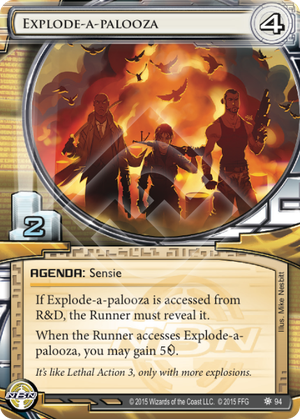 EXPLODE-A-PALOOZA
4
2
AGENDA: Sensie
If Explode-a-palooza is accessed from
R&D, the Runner must reveal it.
When the Runner accesses Explode-a-
palooza, you may gain 5
It's like Lethal Action 3, only with more explosions.
Illus. Mike Nesbitt
NBN
© 2015 Wizards of the Coast LLC. © 2015 FFG
94